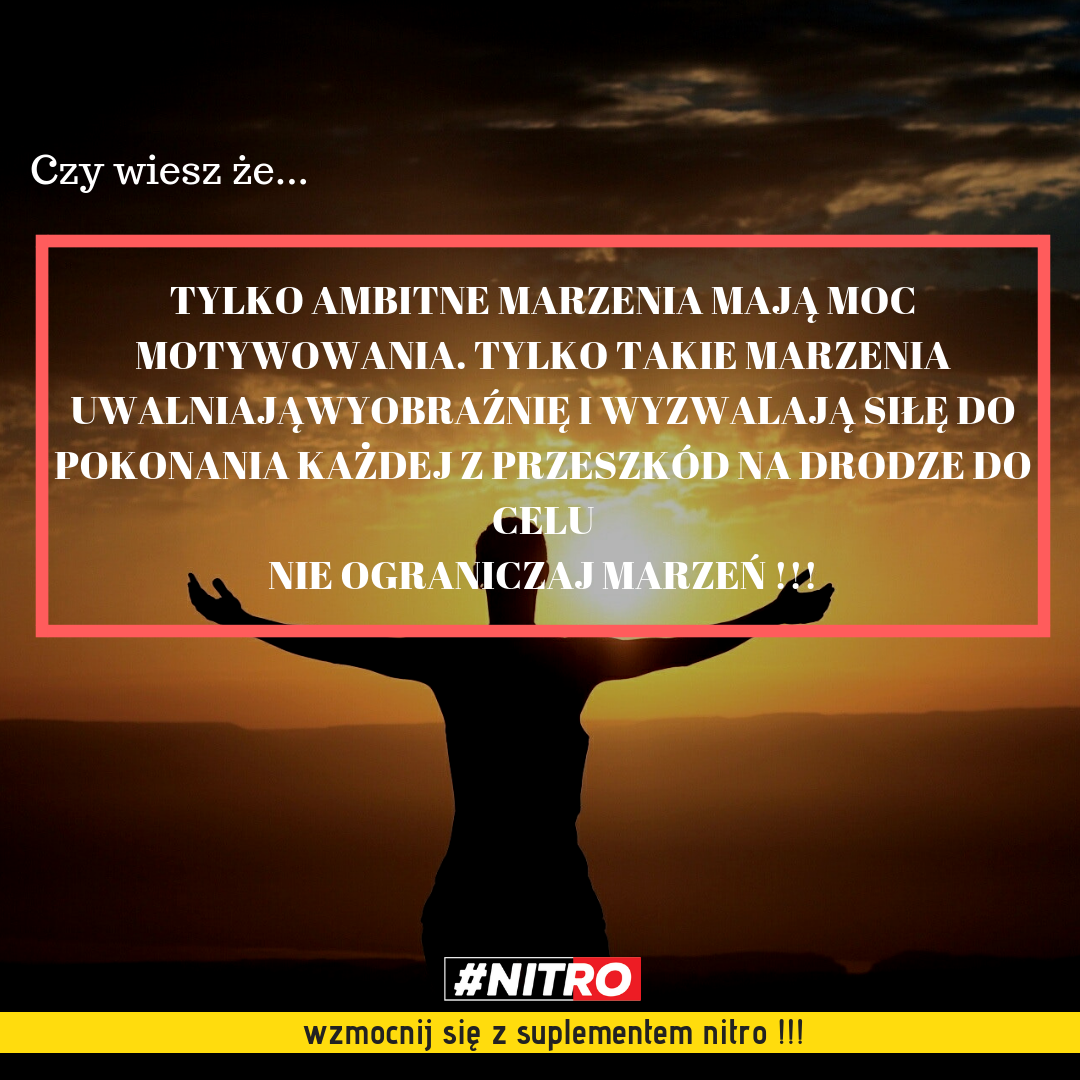 Czy wiesz że...
TYLKO AMBITNE MARZENIA MAJĄ MOC
MOTYWOWANIA. TYLKO TAKIE MARZENIA
UWALNIAJĄWYOBRAŹNIĘ I WYZWALAJĄ SIŁĘ DO
POKONANIA KAŻDEJ Z PRZESZKÓD NA DRODZE DO
CELU
NIE OGRANICZAJ MARZEŃ !!!
#NITRO
wzmocnij się z suplementem nitro !!!